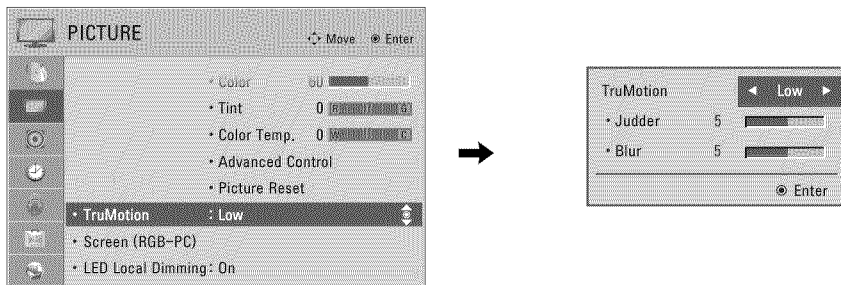 PICTURE
Move Enter
• Color 60
• Tint 0 R G
• Color Temp. 0 W C
• Advanced Control
• Picture Reset
• TruMotion : Low
• Screen (RGB-PC)
• LED Local Dimming : On
TruMotion ◄ Low ►
• Judder 5
• Blur 5
Enter